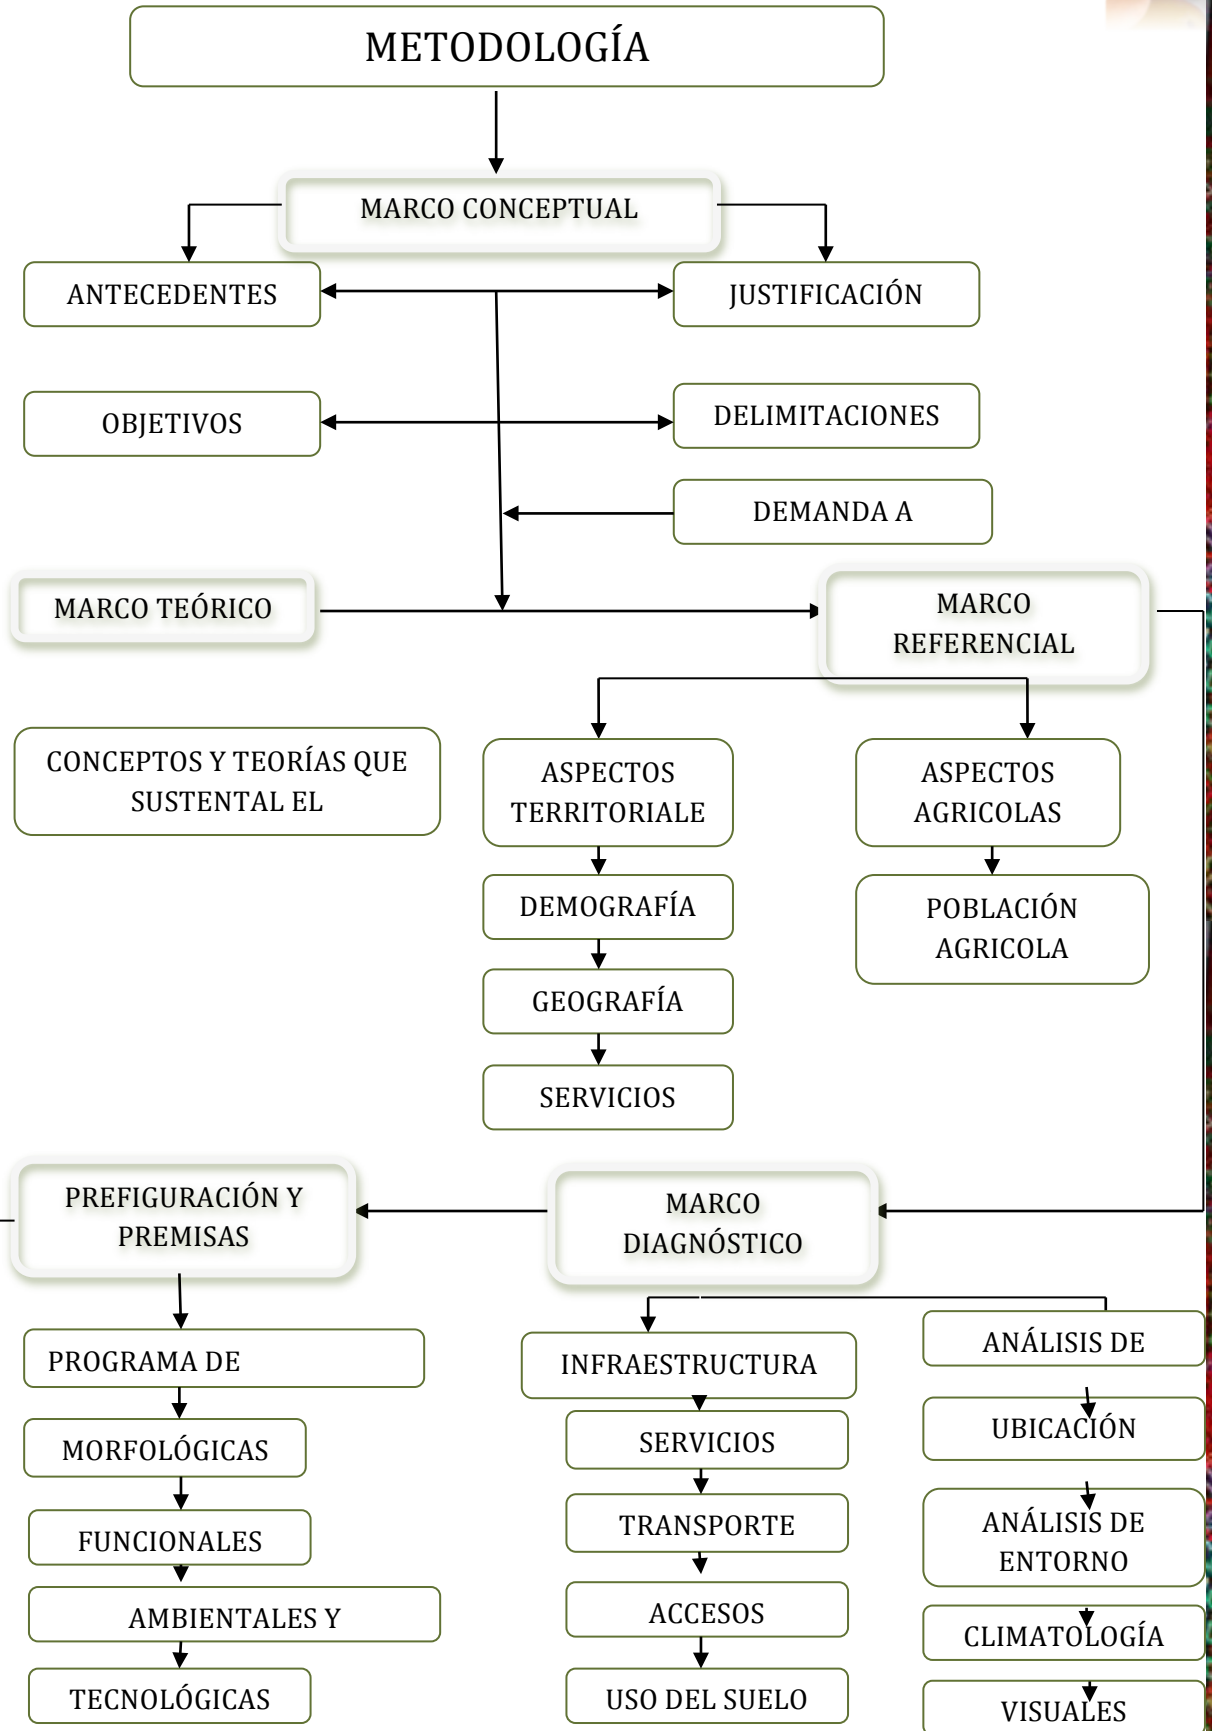 METODOLOGÍA
MARCO CONCEPTUAL
ANTECEDENTES
JUSTIFICACIÓN
OBJETIVOS
DELIMITACIONES
DEMANDA A
MARCO TEÓRICO
MARCO
REFERENCIAL
CONCEPTOS Y TEORÍAS QUE
SUSTENTAL EL
ASPECTOS
TERRITORIALE
ASPECTOS
AGRICOLAS
DEMOGRAFÍA
POBLACIÓN
AGRICOLA
GEOGRAFÍA
SERVICIOS
PREFIGURACIÓN Y
PREMISAS
MARCO
DIAGNÓSTICO
PROGRAMA DE
MORFOLÓGICAS
FUNCIONALES
AMBIENTALES Y
TECNOLÓGICAS
INFRAESTRUCTURA
SERVICIOS
TRANSPORTE
ACCESOS
USO DEL SUELO
ANÁLISIS DE
UBICACIÓN
ANÁLISIS DE
ENTORNO
CLIMATOLOGÍA
VISUALES